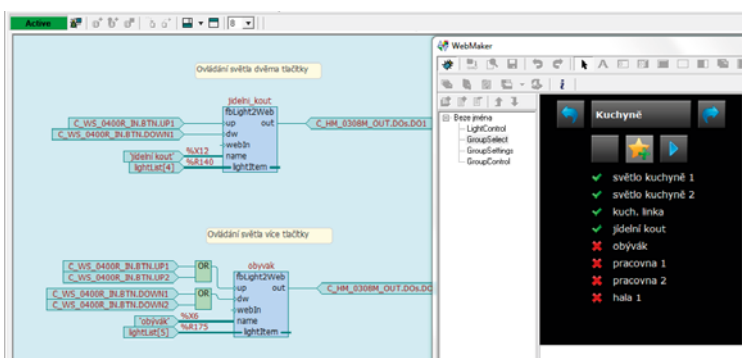 Active
8
WebMaker
Ovládání světla dvěma tlačítky
jidelni_kout
fbLight2Web
C_WS_0400R_IN.BTN.UP1
up out
C_HM_0308M_OUT.DOs.DO1
C_WS_0400R_IN.BTN.DOWN1
dw
webIn
'jídelní kout' %X12 name
lightList[4] %R140 lightItem
Ovládání světla více tlačítky
C_WS_0400R_IN.BTN.UP1 OR
C_WS_0400R_IN.BTN.UP2
obyvak
fbLight2Web
up out
C_HM_0308M_OUT.DOs.DO
C_WS_0400R_IN.BTN.DOWN1 OR
C_WS_0400R_IN.BTN.DOWN2
dw
webIn
'obývák' %X6 name
lightList[5] %R175 lightItem
Beze jména
LightControl
GroupSelect
GroupSettings
GroupControl
Kuchyně
světlo kuchyně 1
světlo kuchyně 2
kuch. linka
jídelní kout
obývák
pracovna 1
pracovna 2
hala 1